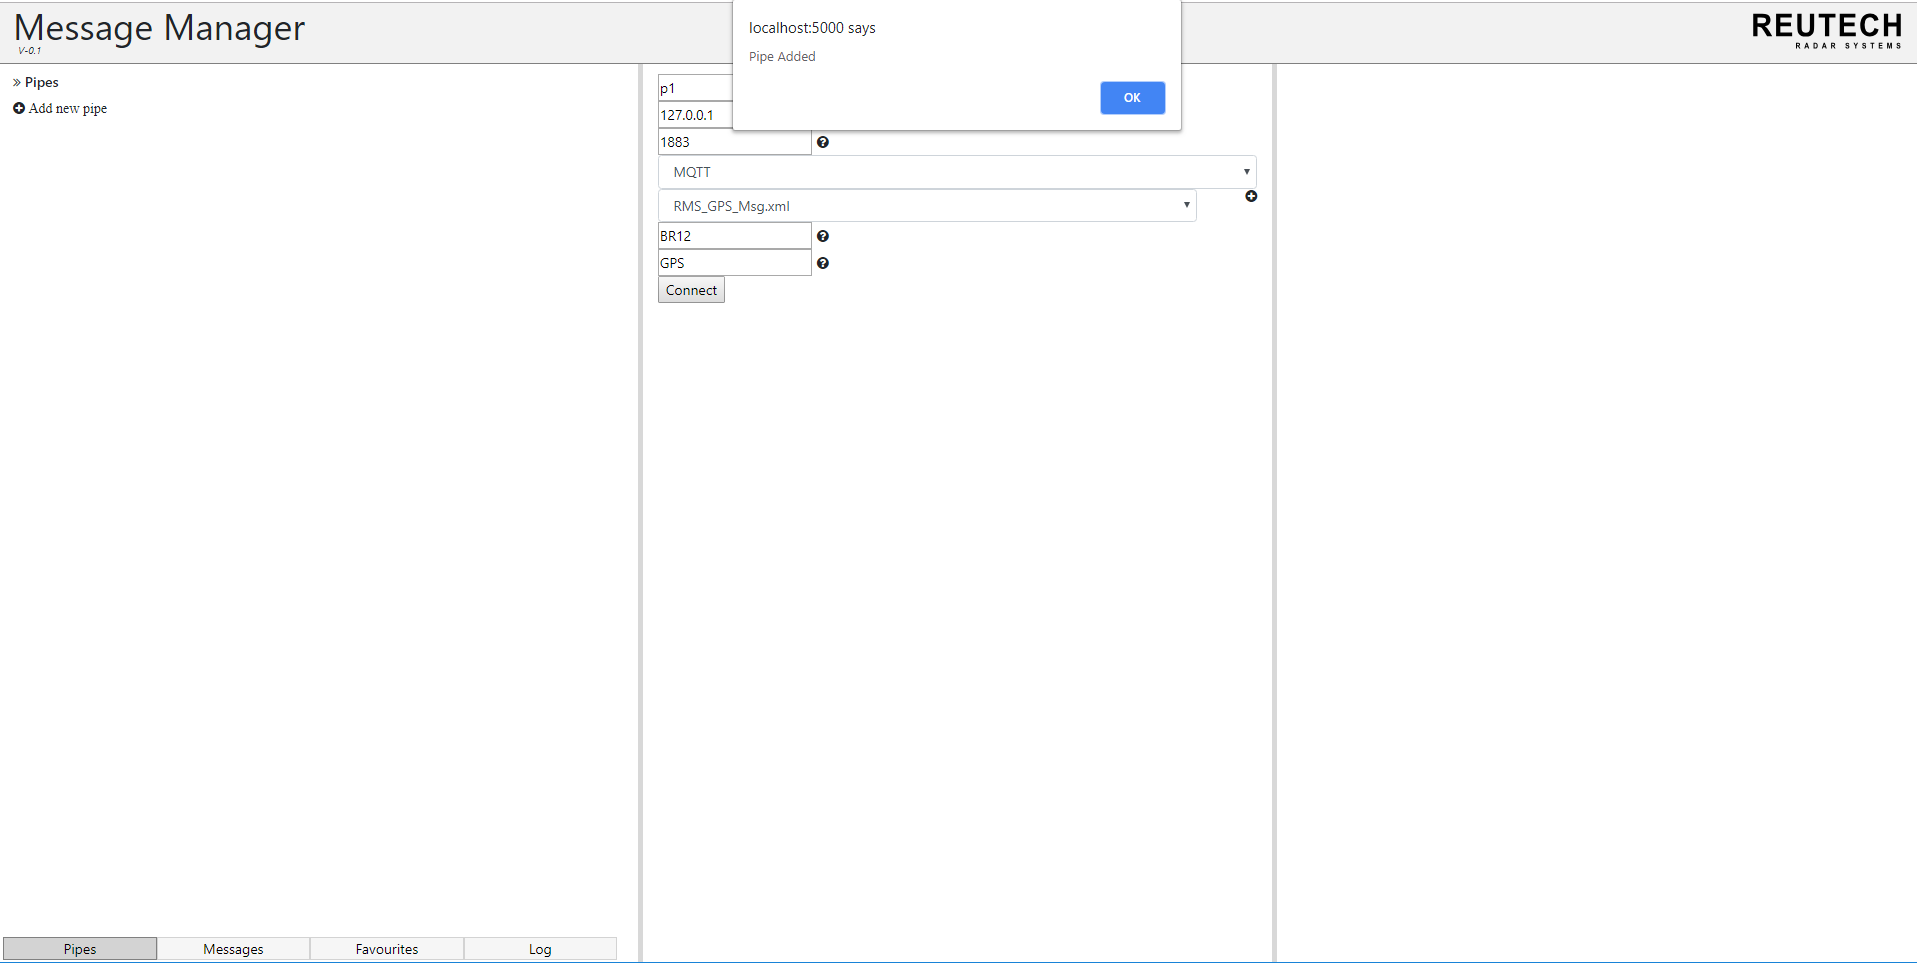 Message Manager
V-0.1
localhost:5000 says
Pipe Added
OK
REUTECH
RADAR SYSTEMS
» Pipes
Add new pipe
p1
127.0.0.1
1883
MQTT
RMS_GPS_Msg.xml
BR12
GPS
Connect
Pipes
Messages
Favourites
Log